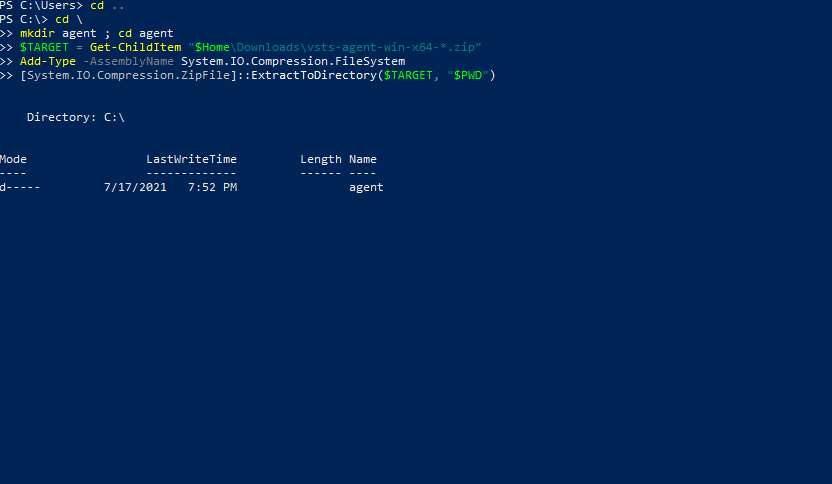 PS C:\Users> cd ..
PS C:\> cd \
>> mkdir agent ; cd agent
>> $TARGET = Get-ChildItem "$Home\Downloads\vsts-agent-win-x64-*.zip"
>> Add-Type -AssemblyName System.IO.Compression.FileSystem
>> [System.IO.Compression.ZipFile]::ExtractToDirectory($TARGET, "$PWD")
Directory: C:\
Mode LastWriteTime Length Name
---- ------------- ------ ----
d----- 7/17/2021 7:52 PM agent